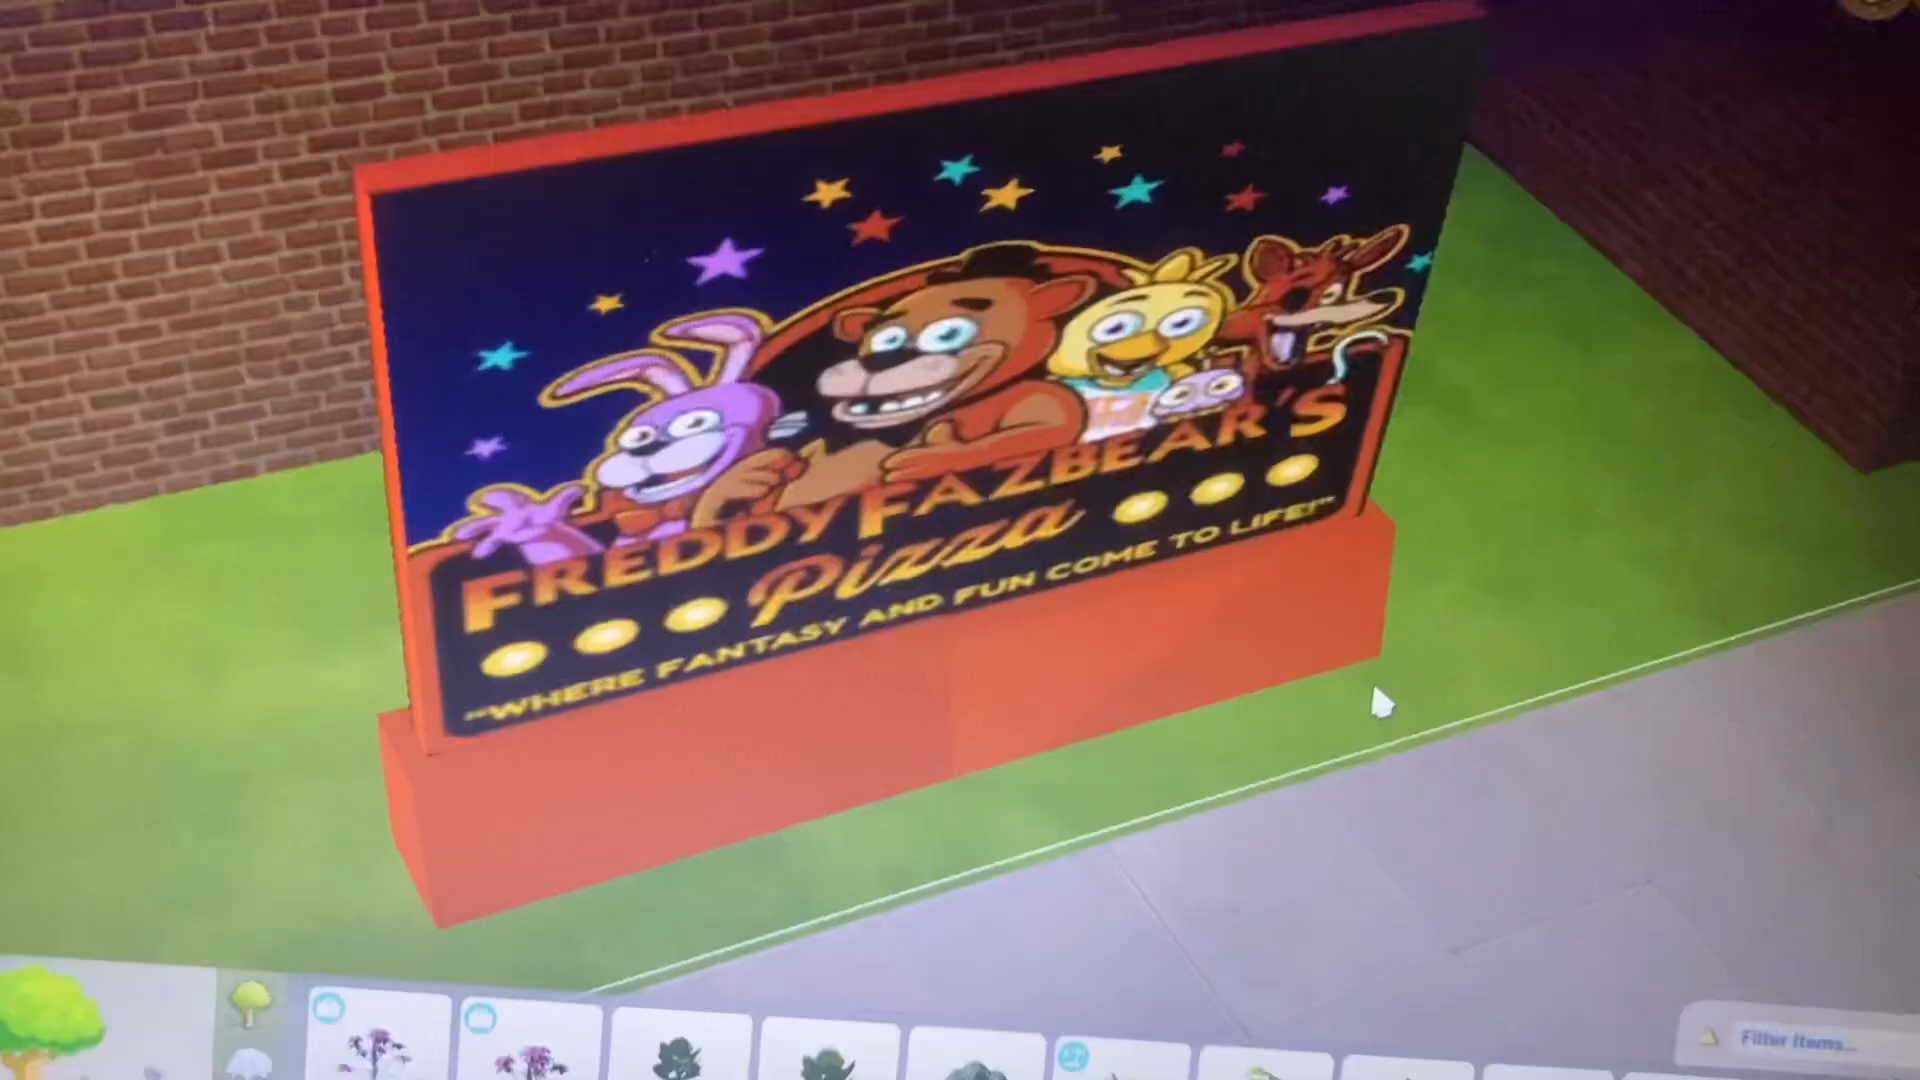 FREDDY FAZBEAR'S
Pizza
"WHERE FANTASY AND FUN COME TO LIFE!"
Filter Items...